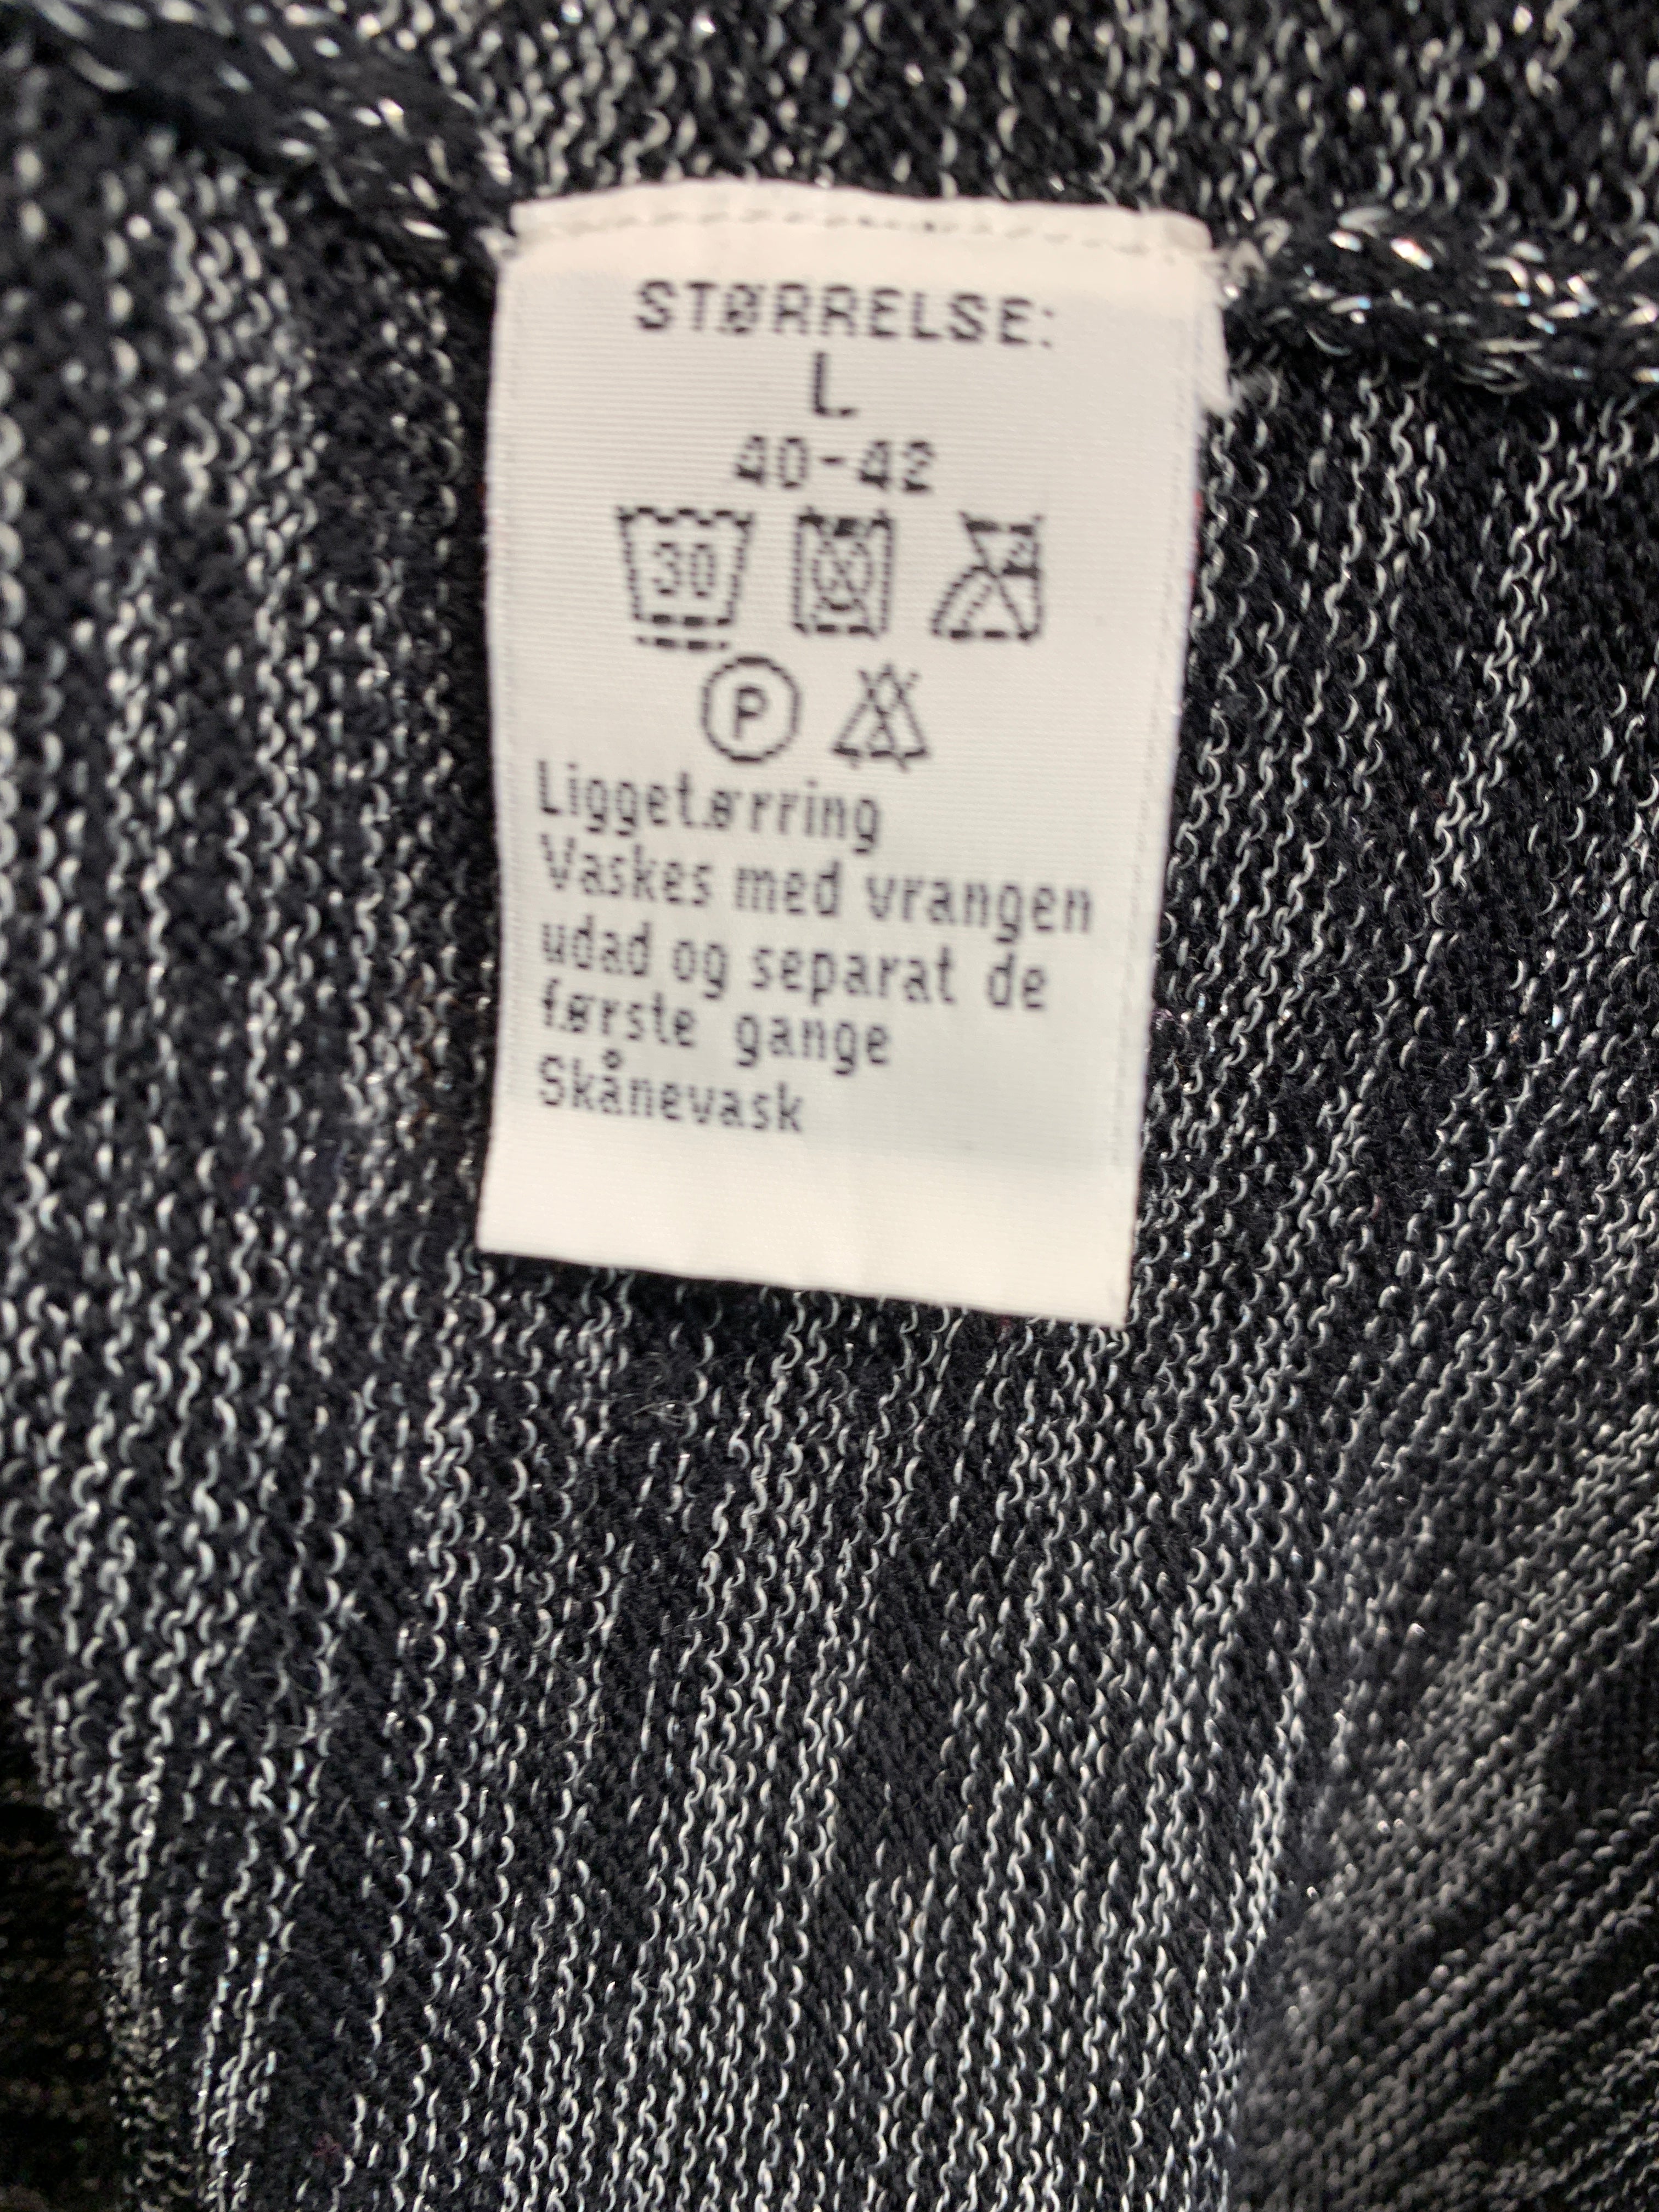 STØRRELSE:
L
40-42
30
P
Liggetørring
Vaskes med vrangen
udad og separat de
første gange
Skånevask